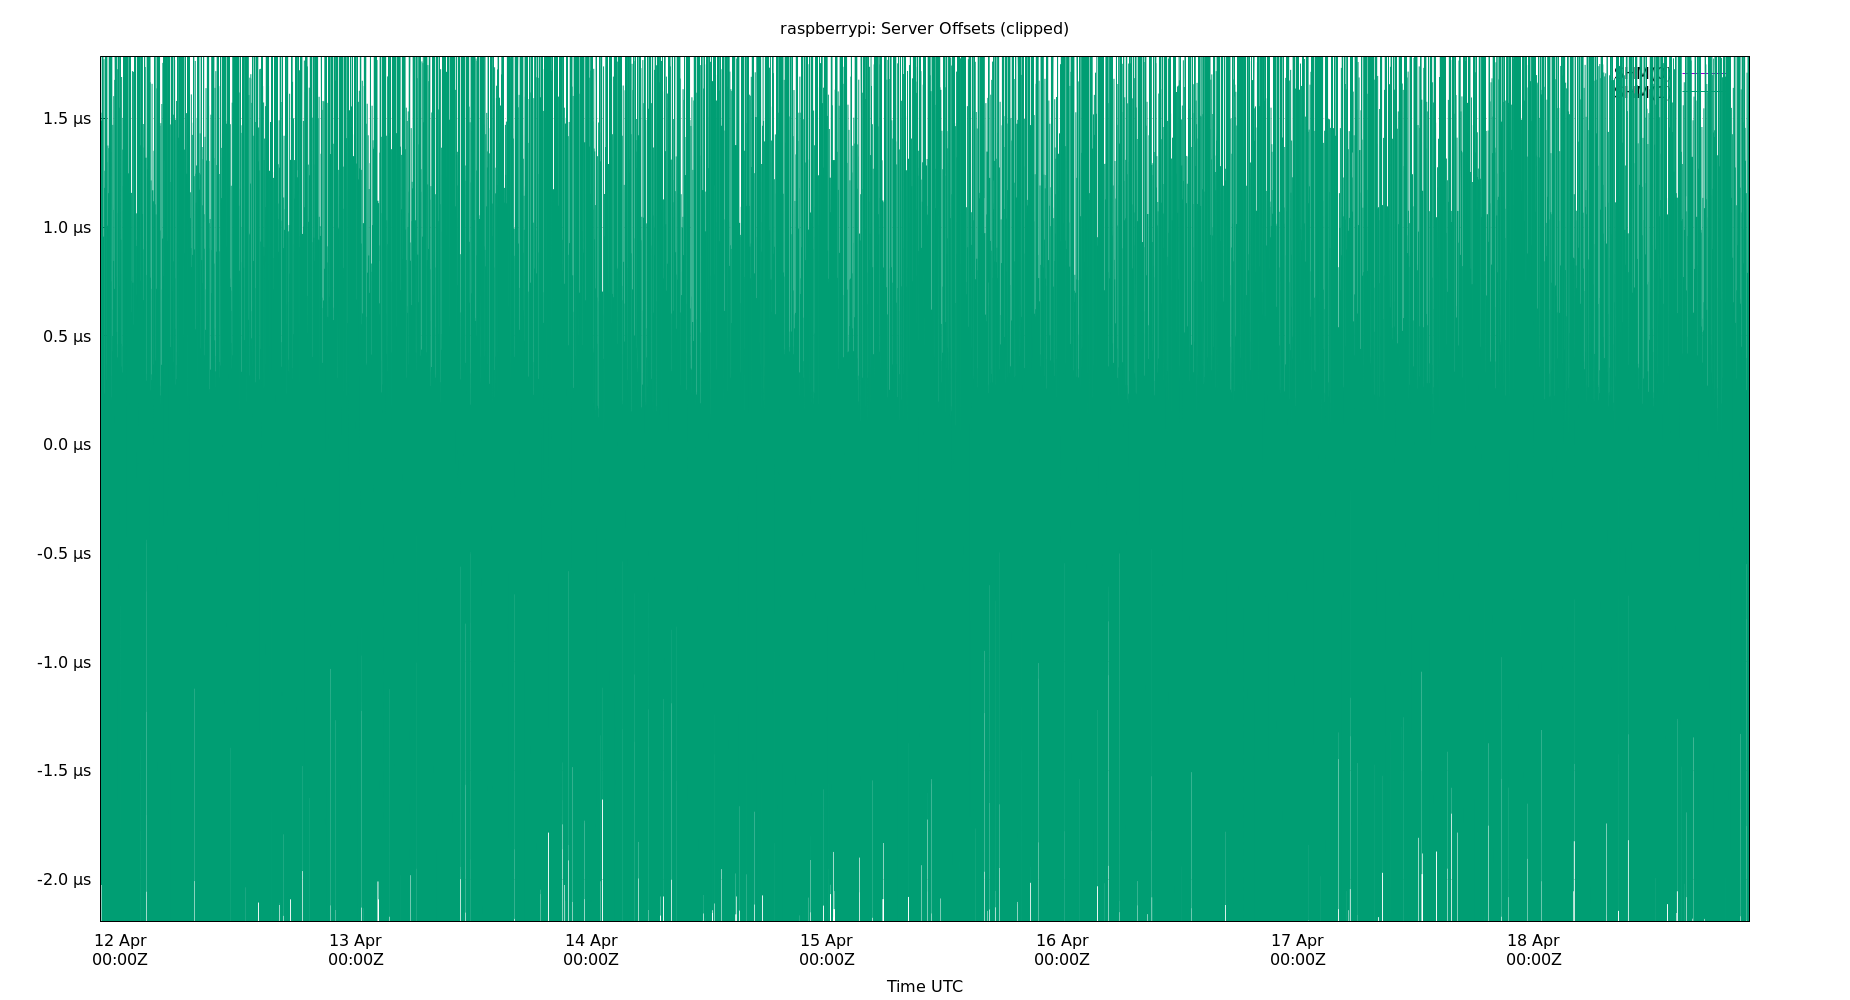 raspberrypi: Server Offsets (clipped)
1.5 µs
1.0 µs
0.5 µs
0.0 µs
-0.5 µs
-1.0 µs
-1.5 µs
-2.0 µs
12 Apr
00:00Z
13 Apr
00:00Z
14 Apr
00:00Z
15 Apr
00:00Z
16 Apr
00:00Z
17 Apr
00:00Z
18 Apr
00:00Z
Time UTC